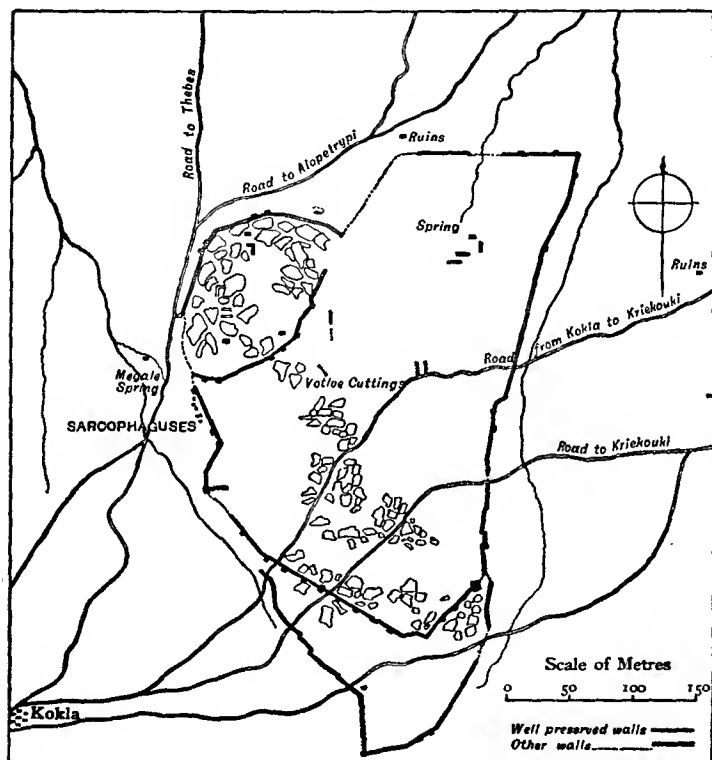 Road to Thebes
Road to Alopetrypi
Ruins
Spring
Ruins
Road from Kokla to Kriekouki
Megale
Spring
Votive Cuttings
SARCOPHAGUSES
Road to Kriekouki
Scale of Metres
0 50 100 150
Kokla
Well preserved walls
Other walls